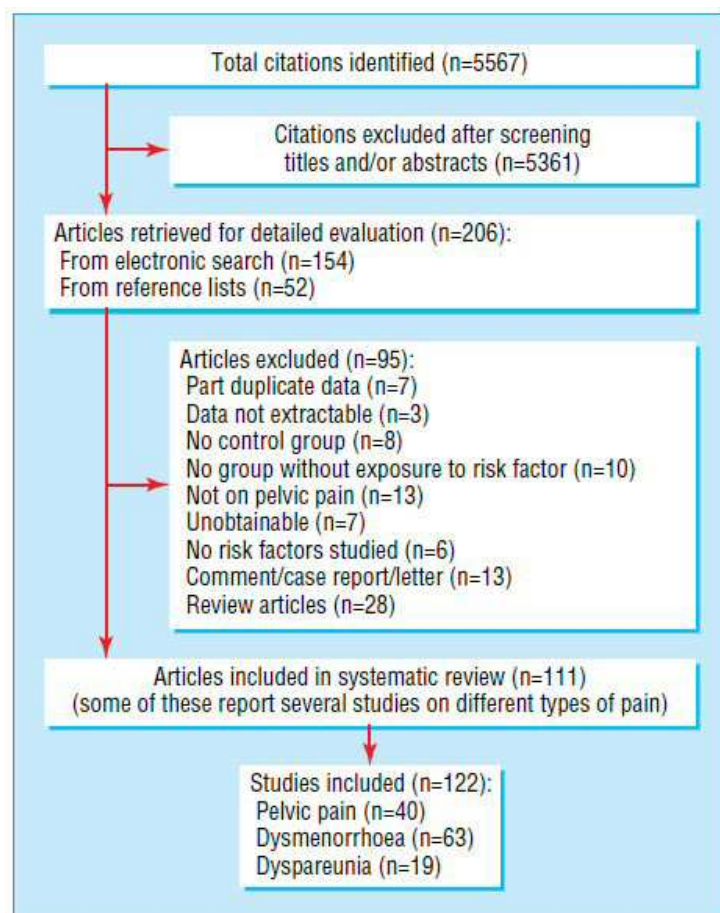 Total citations identified (n=5567)
Citations excluded after screening
titles and/or abstracts (n=5361)
Articles retrieved for detailed evaluation (n=206):
From electronic search (n=154)
From reference lists (n=52)
Articles excluded (n=95):
Part duplicate data (n=7)
Data not extractable (n=3)
No control group (n=8)
No group without exposure to risk factor (n=10)
Not on pelvic pain (n=13)
Unobtainable (n=7)
No risk factors studied (n=6)
Comment/case report/letter (n=13)
Review articles (n=28)
Articles included in systematic review (n=111)
(some of these report several studies on different types of pain)
Studies included (n=122):
Pelvic pain (n=40)
Dysmenorrhoea (n=63)
Dyspareunia (n=19)